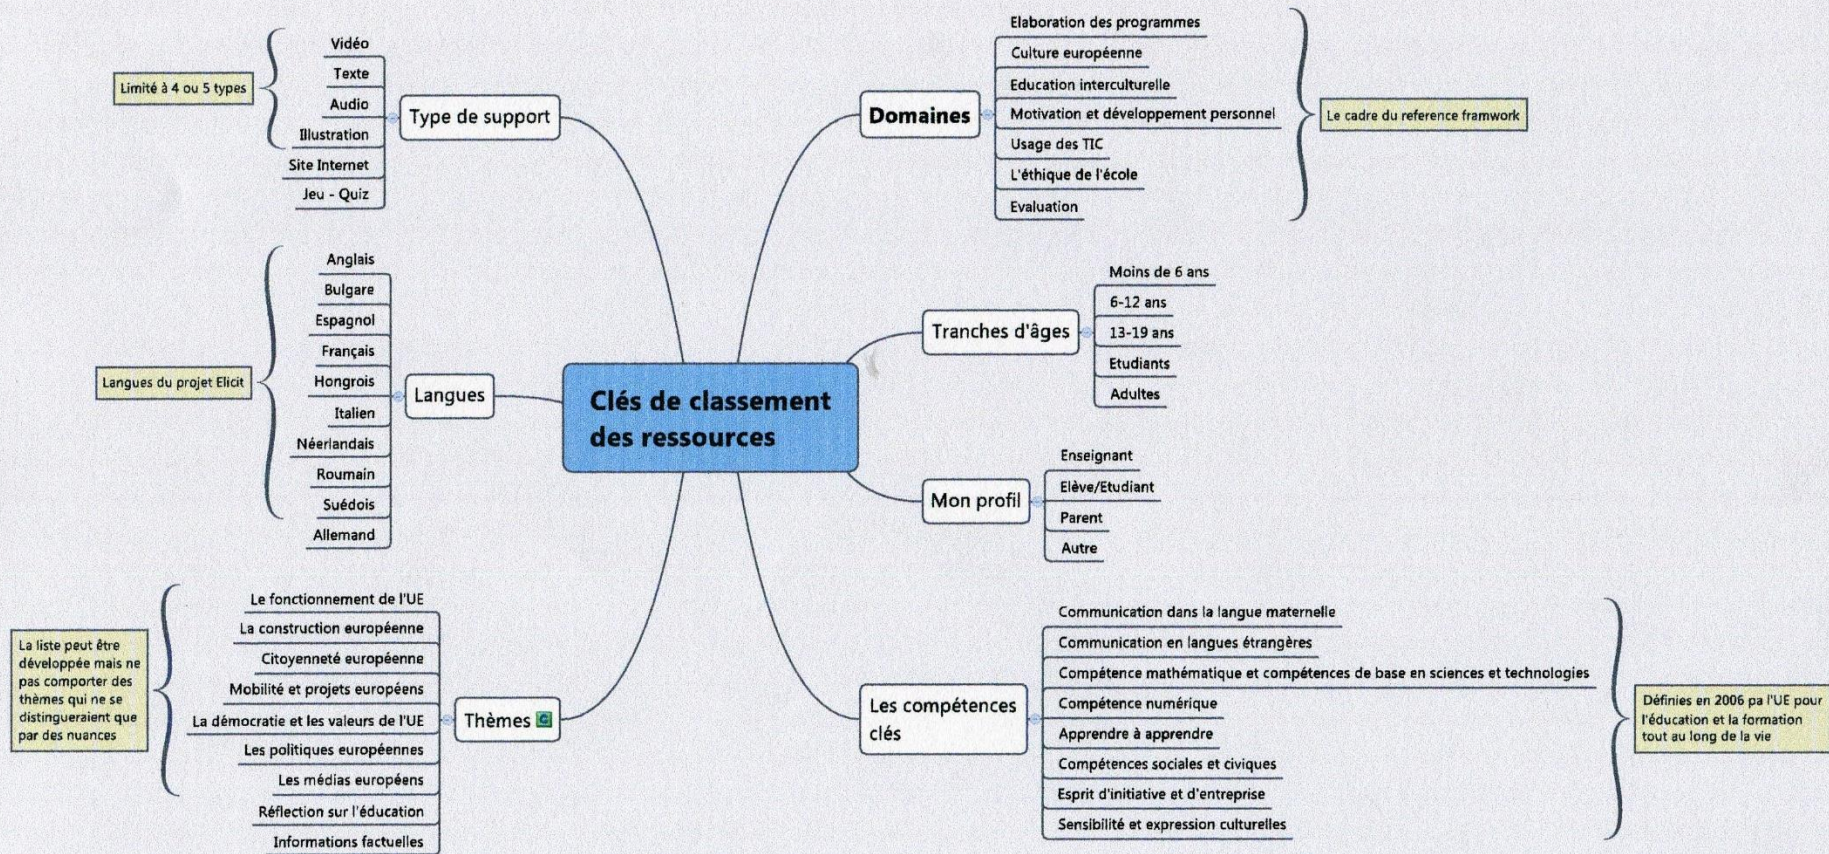 Clés de classement
des ressources
Type de support
Vidéo
Texte
Audio
Illustration
Site Internet
Jeu - Quiz
Limité à 4 ou 5 types
Langues
Anglais
Bulgare
Espagnol
Français
Hongrois
Italien
Néerlandais
Roumain
Suédois
Allemand
Langues du projet Elicit
Thèmes
Le fonctionnement de l'UE
La construction européenne
Citoyenneté européenne
Mobilité et projets européens
La démocratie et les valeurs de l'UE
Les politiques européennes
Les médias européens
Réflection sur l'éducation
Informations factuelles
La liste peut être
développée mais ne
pas comporter des
thèmes qui ne se
distingueraient que
par des nuances
Domaines
Elaboration des programmes
Culture européenne
Education interculturelle
Motivation et développement personnel
Usage des TIC
L'éthique de l'école
Evaluation
Le cadre du reference framwork
Tranches d'âges
Moins de 6 ans
6-12 ans
13-19 ans
Etudiants
Adultes
Mon profil
Enseignant
Elève/Etudiant
Parent
Autre
Les compétences
clés
Communication dans la langue maternelle
Communication en langues étrangères
Compétence mathématique et compétences de base en sciences et technologies
Compétence numérique
Apprendre à apprendre
Compétences sociales et civiques
Esprit d'initiative et d'entreprise
Sensibilité et expression culturelles
Définies en 2006 pa l'UE pour
l'éducation et la formation
tout au long de la vie